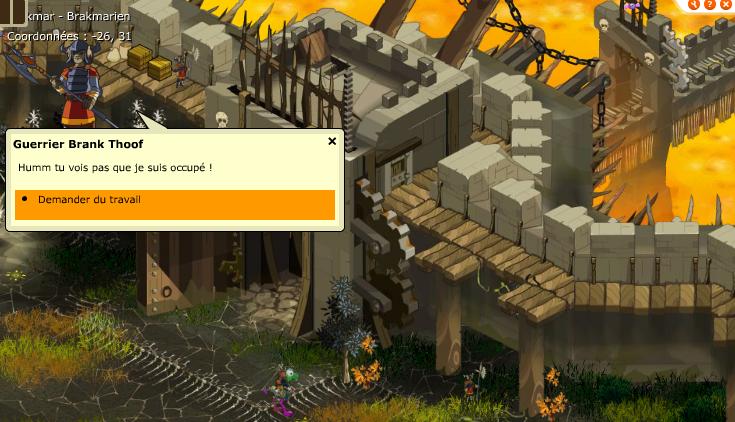 kmar - Brakmarien
Coordonnées : -26, 31
Guerrier Brank Thoof
Humm tu vois pas que je suis occupé !
Demander du travail